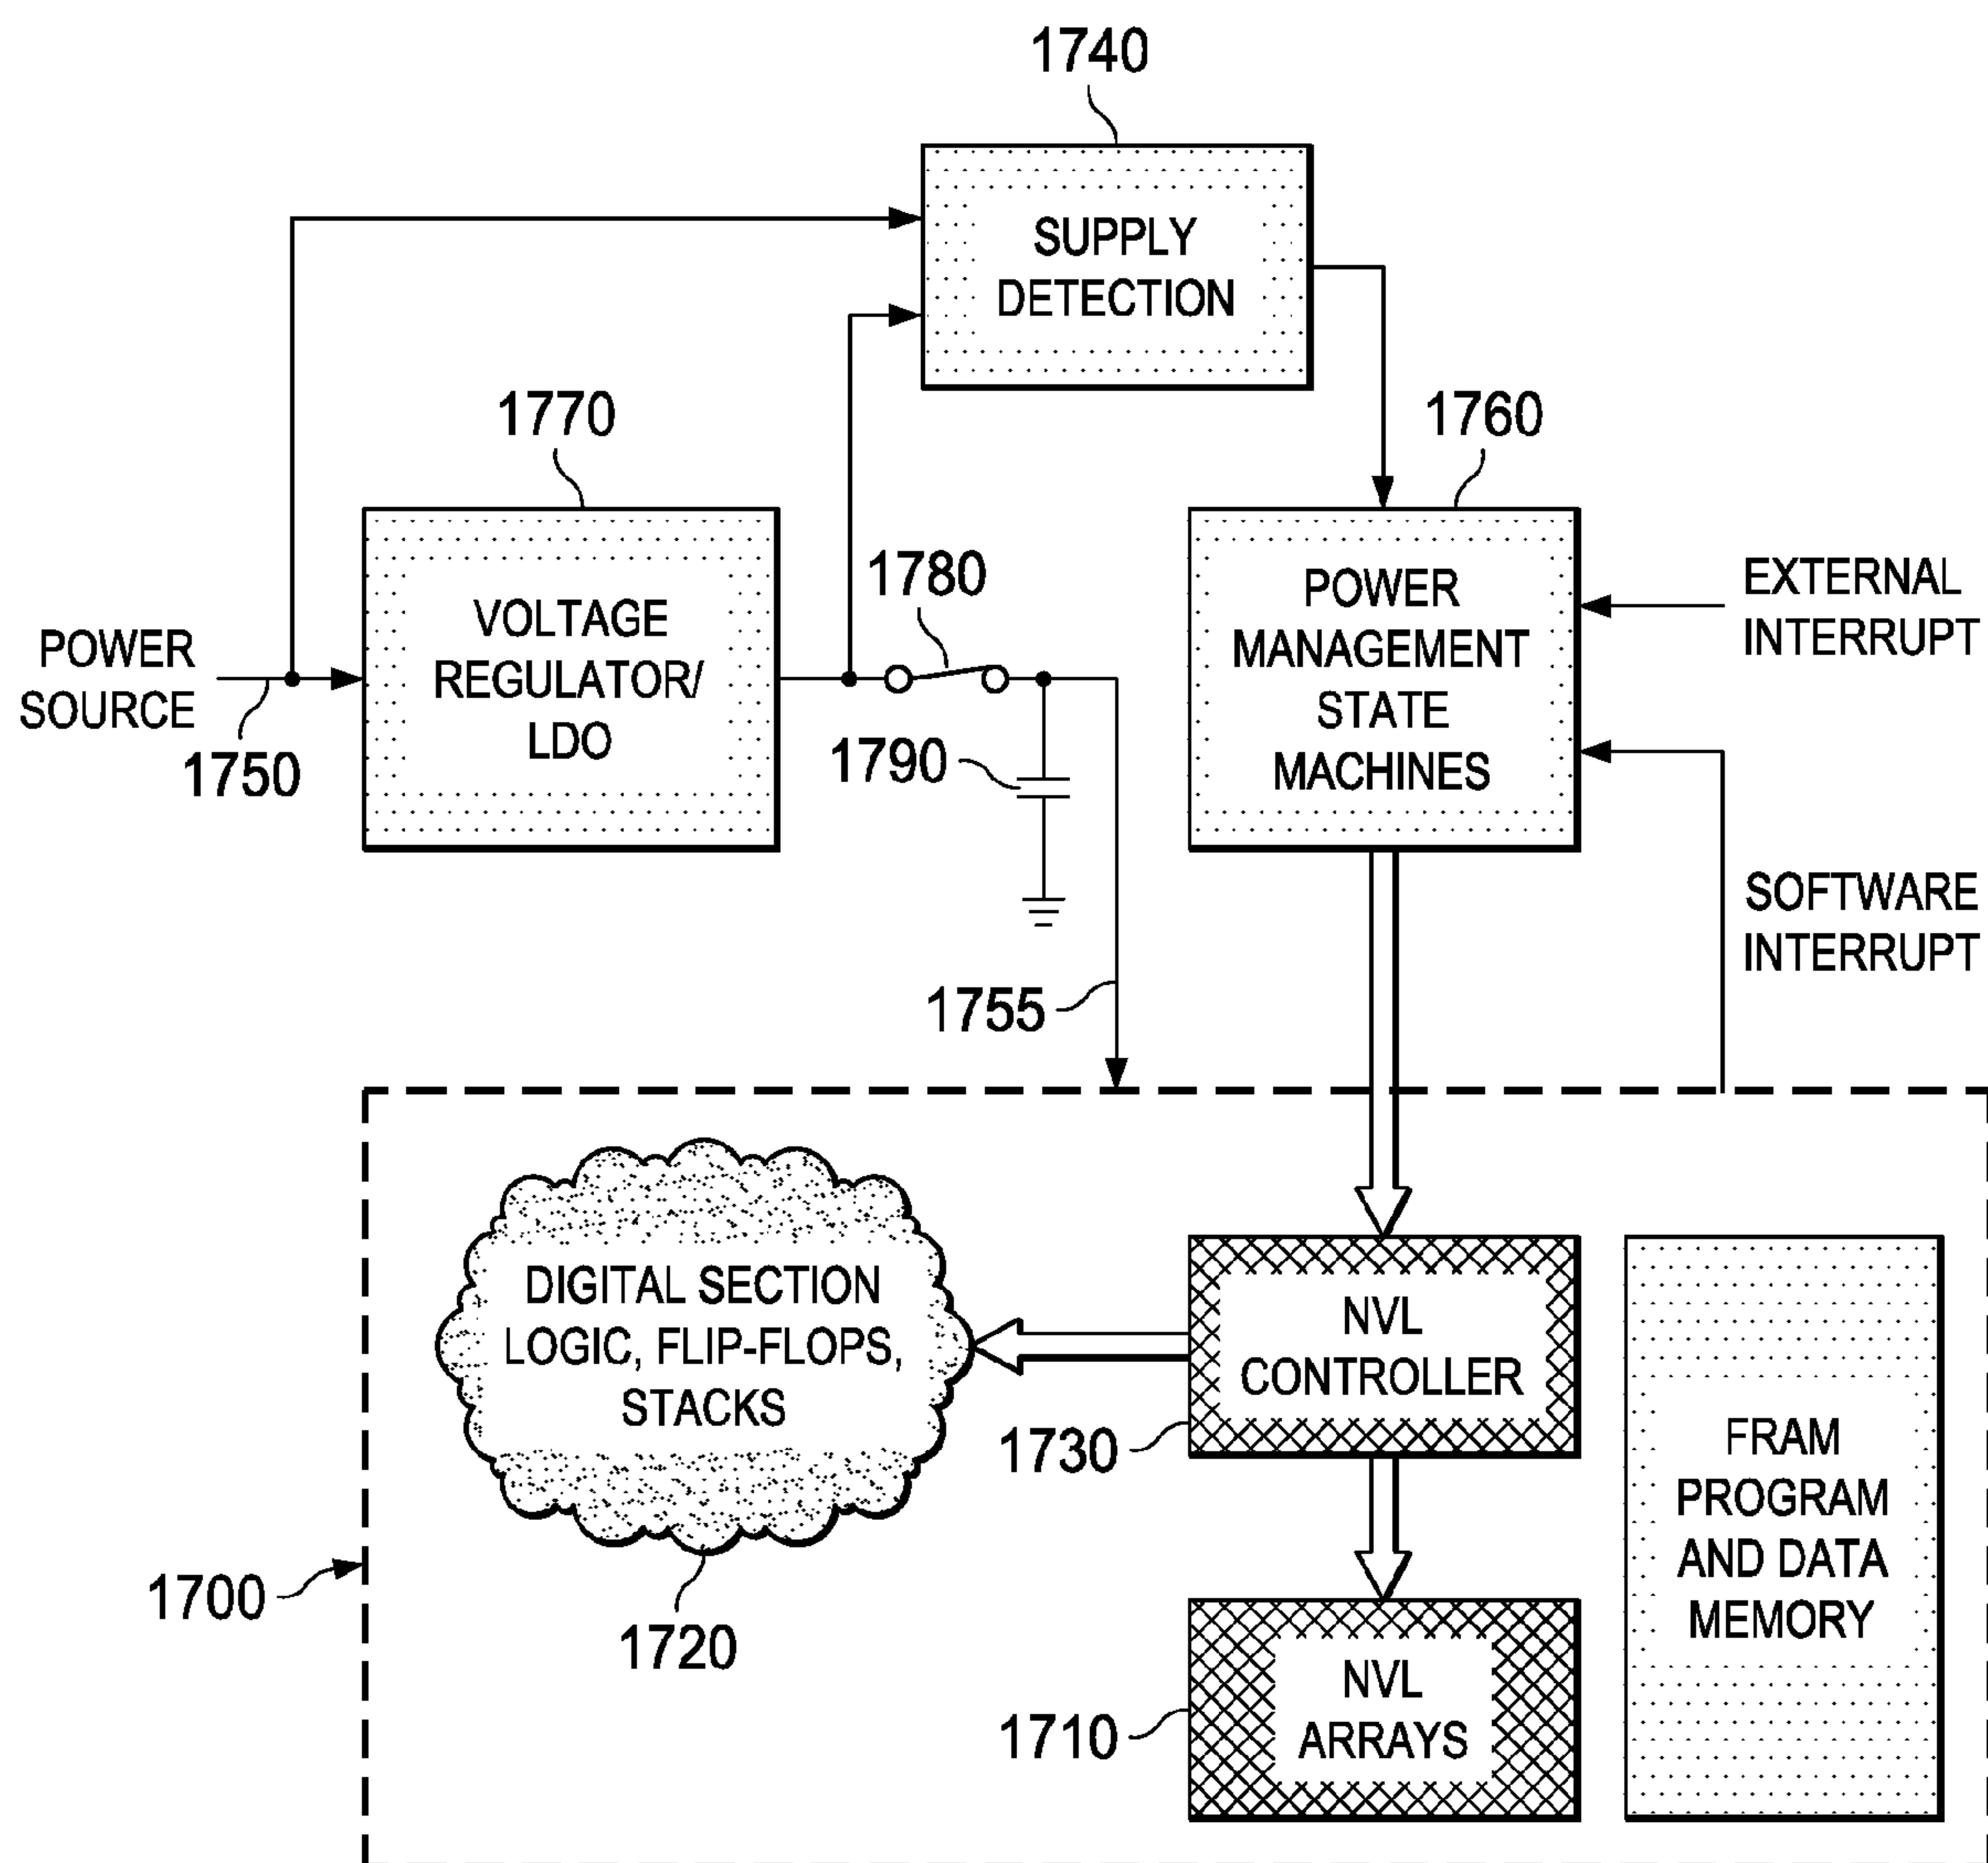 1740
SUPPLY
DETECTION
1770
1760
POWER
SOURCE
1750
VOLTAGE
REGULATOR/
LDO
1780
1790
POWER
MANAGEMENT
STATE
MACHINES
EXTERNAL
INTERRUPT
SOFTWARE
INTERRUPT
1755
DIGITAL SECTION
LOGIC, FLIP-FLOPS,
STACKS
1720
NVL
CONTROLLER
1730
FRAM
PROGRAM
AND DATA
MEMORY
1700
NVL
ARRAYS
1710